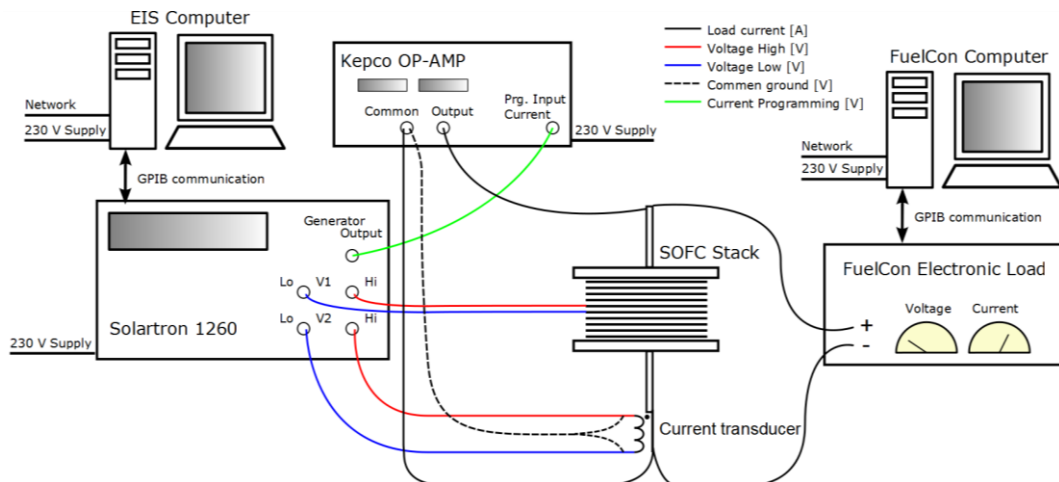 EIS Computer
Network
230 V Supply
GPIB communication
Kepco OP-AMP
Common
Output
Prg. Input
Current
230 V Supply
Load current [A]
Voltage High [V]
Voltage Low [V]
Commen ground [V]
Current Programming [V]
FuelCon Computer
Network
230 V Supply
GPIB communication
Generator
Output
Lo V1 Hi
Lo V2 Hi
Solartron 1260
230 V Supply
SOFC Stack
Current transducer
FuelCon Electronic Load
Voltage Current
+
-